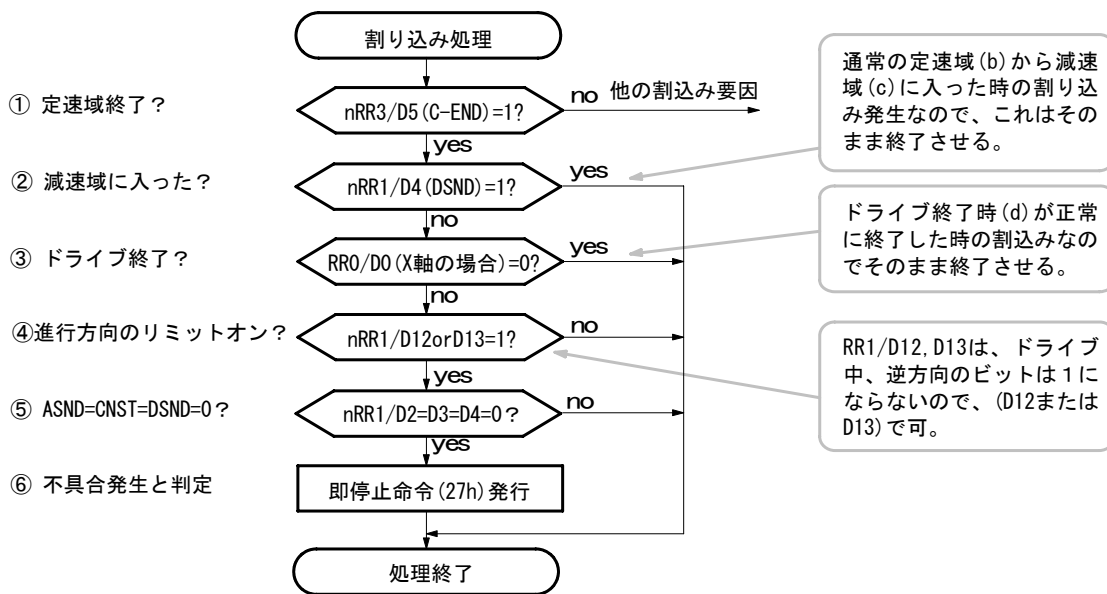 割り込み処理
① 定速域終了？
nRR3/D5(C-END)=1?
no
他の割込み要因
yes
② 減速域に入った？
nRR1/D4(DSND)=1?
yes
no
③ ドライブ終了？
RR0/D0(X軸の場合)=0?
yes
no
④進行方向のリミットオン？
nRR1/D12orD13=1?
no
yes
⑤ ASND=CNST=DSND=0？
nRR1/D2=D3=D4=0？
no
yes
⑥ 不具合発生と判定
即停止命令(27h)発行
処理終了
通常の定速域(b)から減速
域(c)に入った時の割り込
み発生なので、これはその
まま終了させる。
ドライブ終了時(d)が正常
に終了した時の割込みなの
でそのまま終了させる。
RR1/D12,D13は、ドライブ
中、逆方向のビットは１に
ならないので、(D12または
D13)で可。